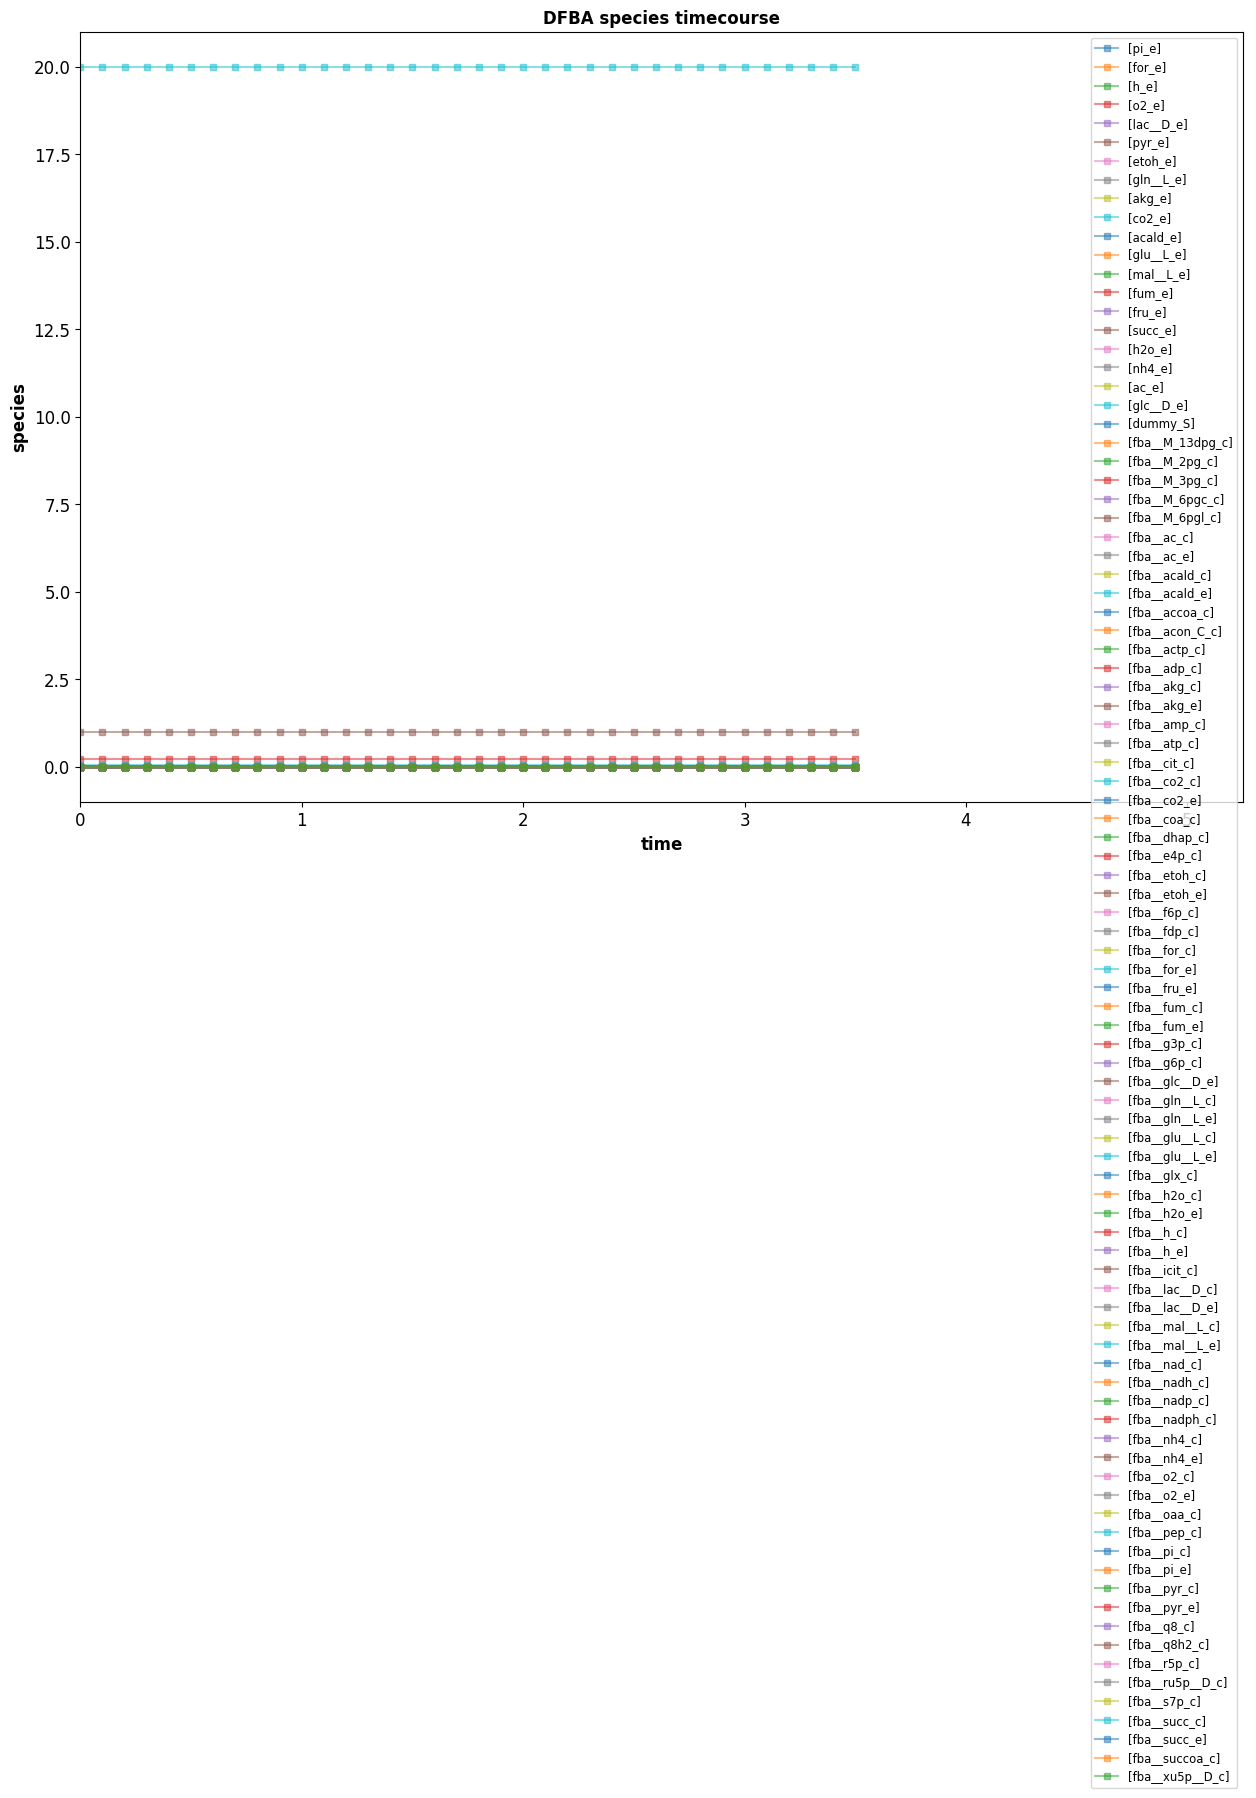 DFBA species timecourse
20.0
17.5
15.0
12.5
10.0
7.5
5.0
2.5
0.0
species
0 1 2 3 4 5
time
[pi_e]
[for_e]
[h_e]
[o2_e]
[lac__D_e]
[pyr_e]
[etoh_e]
[gln__L_e]
[akg_e]
[co2_e]
[acald_e]
[glu__L_e]
[mal__L_e]
[fum_e]
[fru_e]
[succ_e]
[h2o_e]
[nh4_e]
[ac_e]
[glc__D_e]
[dummy_S]
[fba__M_13dpg_c]
[fba__M_2pg_c]
[fba__M_3pg_c]
[fba__M_6pgc_c]
[fba__M_6pgl_c]
[fba__ac_c]
[fba__ac_e]
[fba__acald_c]
[fba__acald_e]
[fba__accoa_c]
[fba__acon_C_c]
[fba__actp_c]
[fba__adp_c]
[fba__akg_c]
[fba__akg_e]
[fba__amp_c]
[fba__atp_c]
[fba__cit_c]
[fba__co2_c]
[fba__co2_e]
[fba__coa_c]
[fba__dhap_c]
[fba__e4p_c]
[fba__etoh_c]
[fba__etoh_e]
[fba__f6p_c]
[fba__fdp_c]
[fba__for_c]
[fba__for_e]
[fba__fru_e]
[fba__fum_c]
[fba__fum_e]
[fba__g3p_c]
[fba__g6p_c]
[fba__glc__D_e]
[fba__gln__L_c]
[fba__gln__L_e]
[fba__glu__L_c]
[fba__glu__L_e]
[fba__glx_c]
[fba__h2o_c]
[fba__h2o_e]
[fba__h_c]
[fba__h_e]
[fba__icit_c]
[fba__lac__D_c]
[fba__lac__D_e]
[fba__mal__L_c]
[fba__mal__L_e]
[fba__nad_c]
[fba__nadh_c]
[fba__nadp_c]
[fba__nadph_c]
[fba__nh4_c]
[fba__nh4_e]
[fba__o2_c]
[fba__o2_e]
[fba__oaa_c]
[fba__pep_c]
[fba__pi_c]
[fba__pi_e]
[fba__pyr_c]
[fba__pyr_e]
[fba__q8_c]
[fba__q8h2_c]
[fba__r5p_c]
[fba__ru5p__D_c]
[fba__s7p_c]
[fba__succ_c]
[fba__succ_e]
[fba__succoa_c]
[fba__xu5p__D_c]